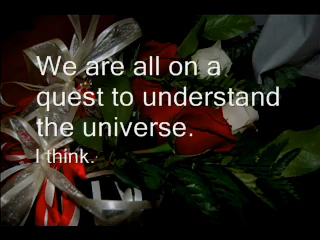 We are all on a
quest to understand
the universe.
I think.